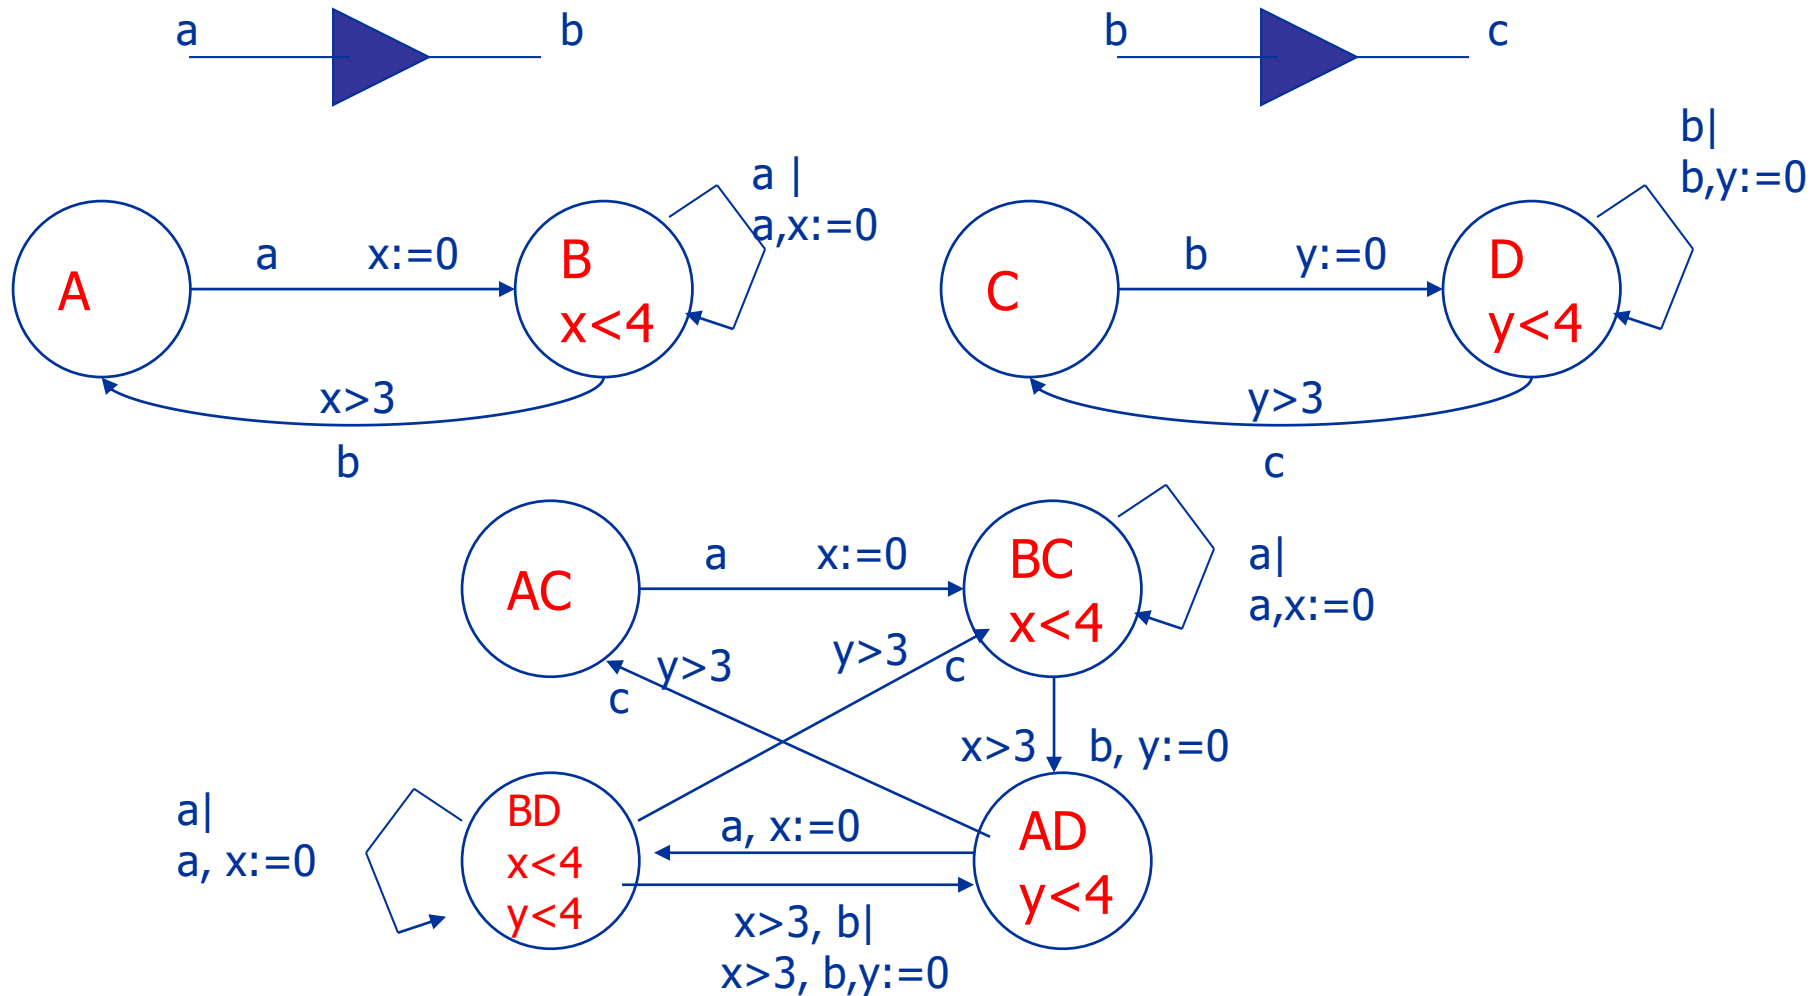 a
b
b
c
a |
a,x:=0
b|
b,y:=0
A
a
x:=0
B
x<4
C
b
y:=0
D
y<4
x>3
b
y>3
c
AC
a
x:=0
BC
x<4
a|
a,x:=0
y>3
c
y>3
c
x>3
b, y:=0
a|
a, x:=0
BD
x<4
y<4
a, x:=0
AD
y<4
x>3, b|
x>3, b,y:=0